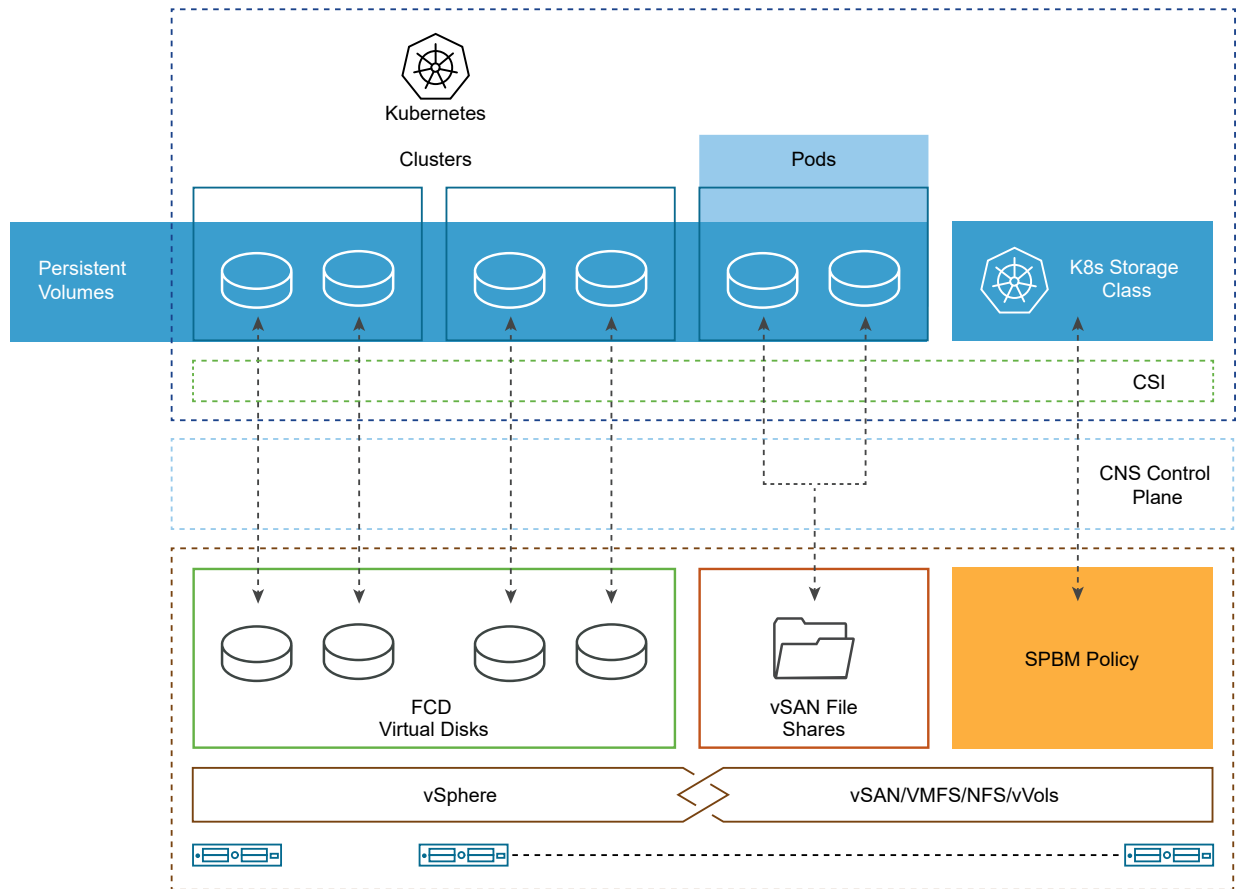 Kubernetes
Clusters
Pods
Persistent
Volumes
K8s Storage
Class
CSI
CNS Control
Plane
FCD
Virtual Disks
vSAN File
Shares
SPBM Policy
vSphere
vSAN/VMFS/NFS/vVols